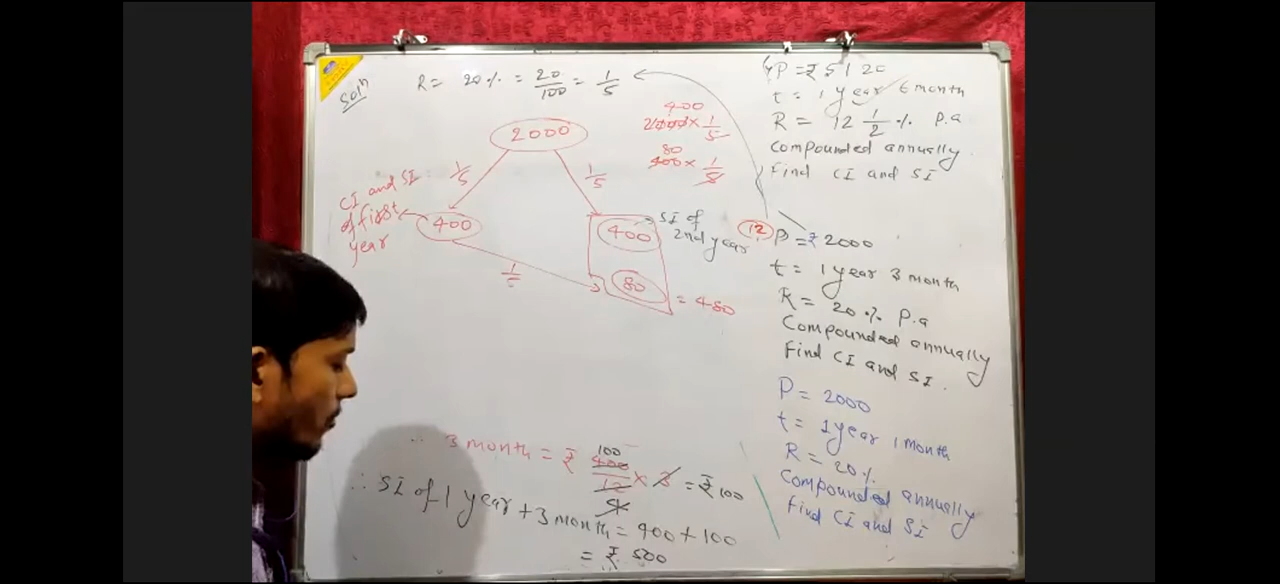 Soln
R = 20% = 20/100 = 1/5
400
2000 × 1/5
80
400 × 1/5
2000
1/5
1/5
CI and SI
of first
year
400
400
SI of
2nd year
1/5
80
= 480
∴ 3 month = ₹ 400/12 × 3 = ₹ 100
100
4
∴ SI of 1 year + 3 month = 400 + 100
= ₹ 500
P = ₹ 5120
t = 1 year 6 month
R = 12 1/2 % P.a
Compounded annually
Find CI and SI
12
P = ₹ 2000
t = 1 year 3 month
R = 20% P.a
Compounded annually
Find CI and SI.
P = 2000
t = 1 year 1 month
R = 20%
Compounded annually
Find CI and SI